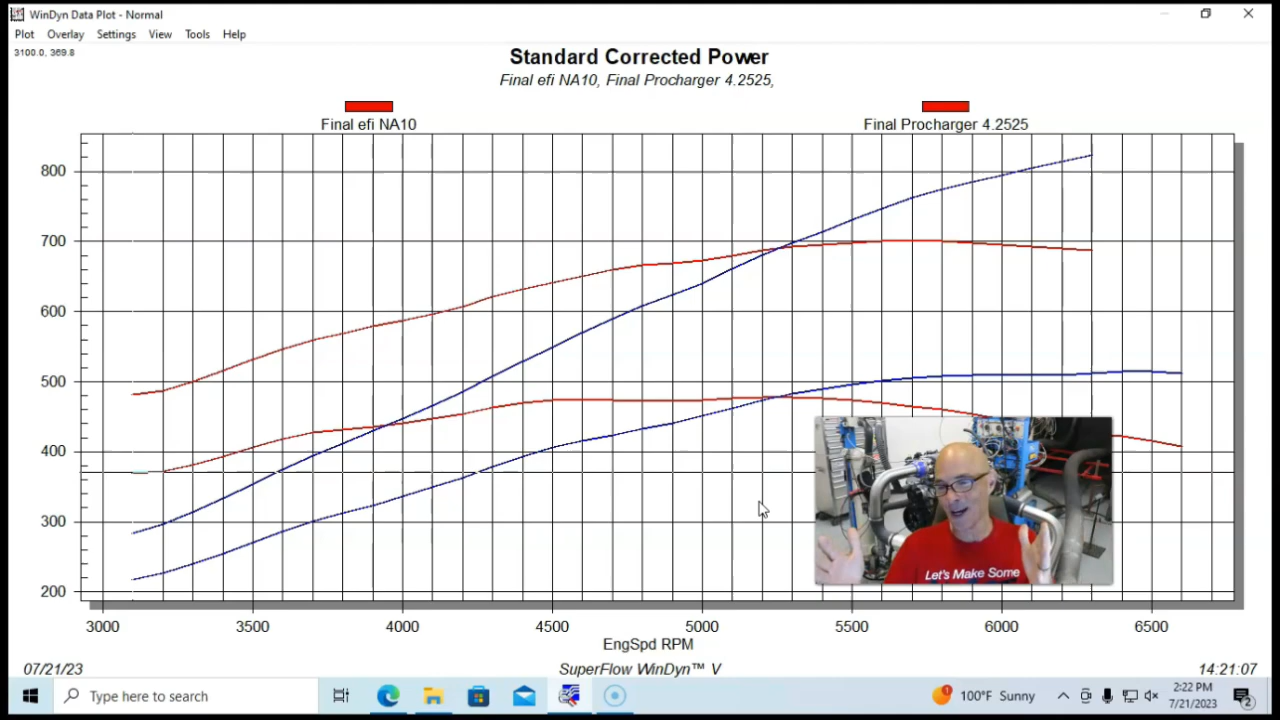 WinDyn Data Plot - Normal
Plot Overlay Settings View Tools Help
3100.0, 369.8
Standard Corrected Power
Final efi NA10, Final Procharger 4.2525,
Final efi NA10 Final Procharger 4.2525
800
700
600
500
400
300
200
3000 3500 4000 4500 5000 5500 6000 6500
EngSpd RPM
Let's Make Some
07/21/23 SuperFlow WinDyn™ V 14:21:07
Type here to search
1
100°F Sunny
2:22 PM
7/21/2023
2